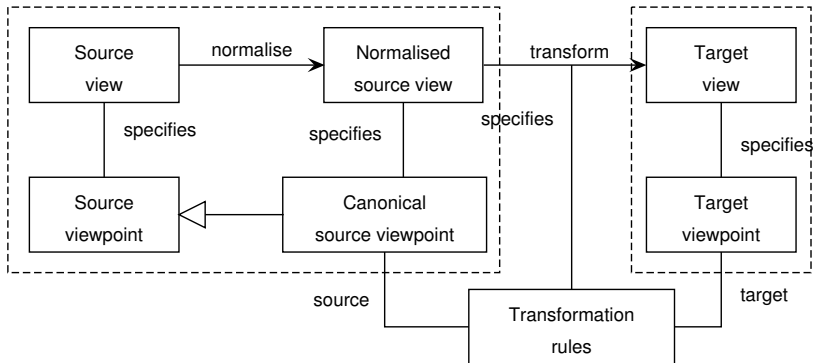 Source
view
normalise
Normalised
source view
transform
Target
view
specifies
specifies
specifies
specifies
Source
viewpoint
Canonical
source viewpoint
Target
viewpoint
source
Transformation
rules
target